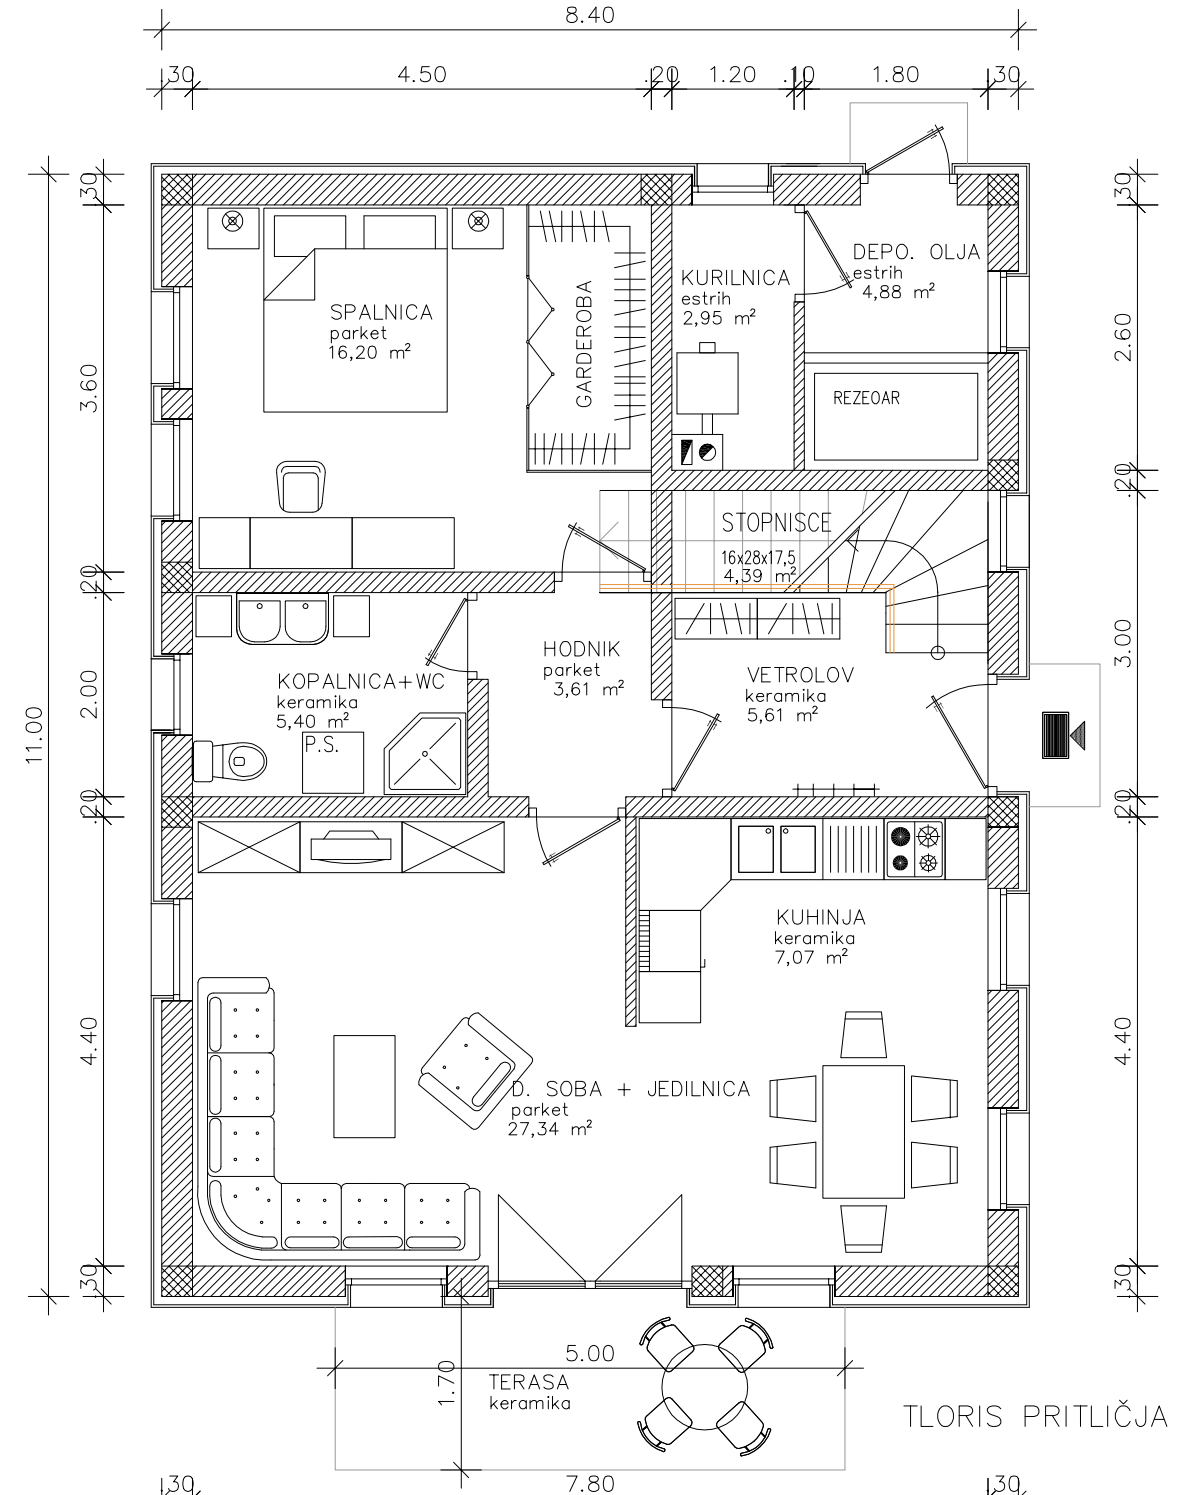 8.40
.30 4.50 .20 1.20 .10 1.80 .30
.30
.30
DEPO. OLJA
estrih
4,88 m²
KURILNICA
estrih
2,95 m²
GARDEROBA
SPALNICA
parket
16,20 m²
2.60
3.60
REZEOAR
.20
STOPNISCE
16x28x17,5
4,39 m²
.20
HODNIK
parket
3,61 m²
3.00
VETROLOV
keramika
5,61 m²
KOPALNICA+WC
keramika
5,40 m²
2.00
11.00
P.S.
.20
.20
KUHINJA
keramika
7,07 m²
4.40
4.40
D. SOBA + JEDILNICA
parket
27,34 m²
.30
.30
5.00
1.70
TERASA
keramika
TLORIS PRITLIČJA
.30 7.80 .30